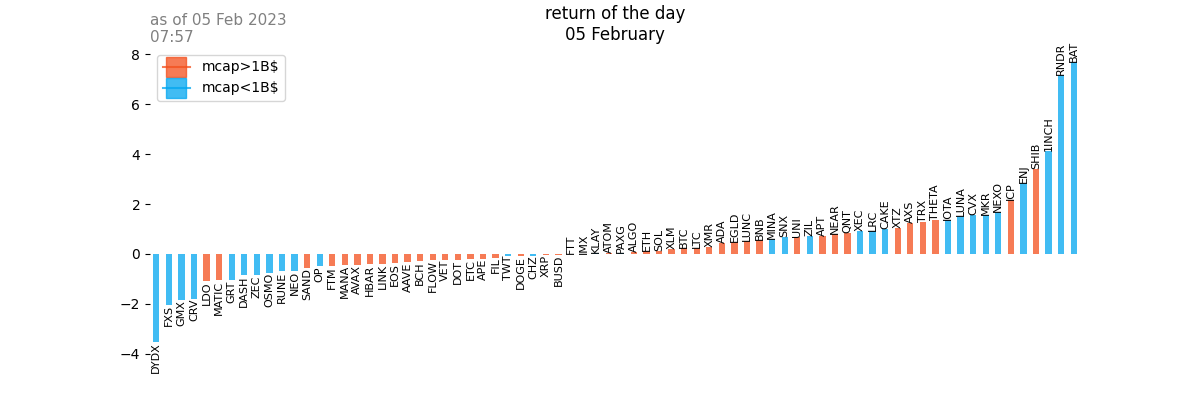 as of 05 Feb 2023
07:57
return of the day
05 February
mcap>1B$
mcap<1B$
8
6
4
2
0
−2
−4
DYDX
FXS
GMX
CRV
LDO
MATIC
GRT
DASH
ZEC
OSMO
RUNE
NEO
SAND
OP
FTM
MANA
AVAX
HBAR
LINK
EOS
AAVE
BCH
FLOW
VET
DOT
ETC
APE
FIL
TWT
DOGE
CHZ
XRP
BUSD
FTT
IMX
KLAY
ATOM
PAXG
ALGO
ETH
SOL
XLM
BTC
LTC
XMR
ADA
EGLD
LUNC
BNB
MINA
SNX
UNI
ZIL
APT
NEAR
QNT
XEC
LRC
CAKE
XTZ
AXS
TRX
THETA
IOTA
LUNA
CVX
MKR
NEXO
ICP
ENJ
SHIB
1INCH
RNDR
BAT